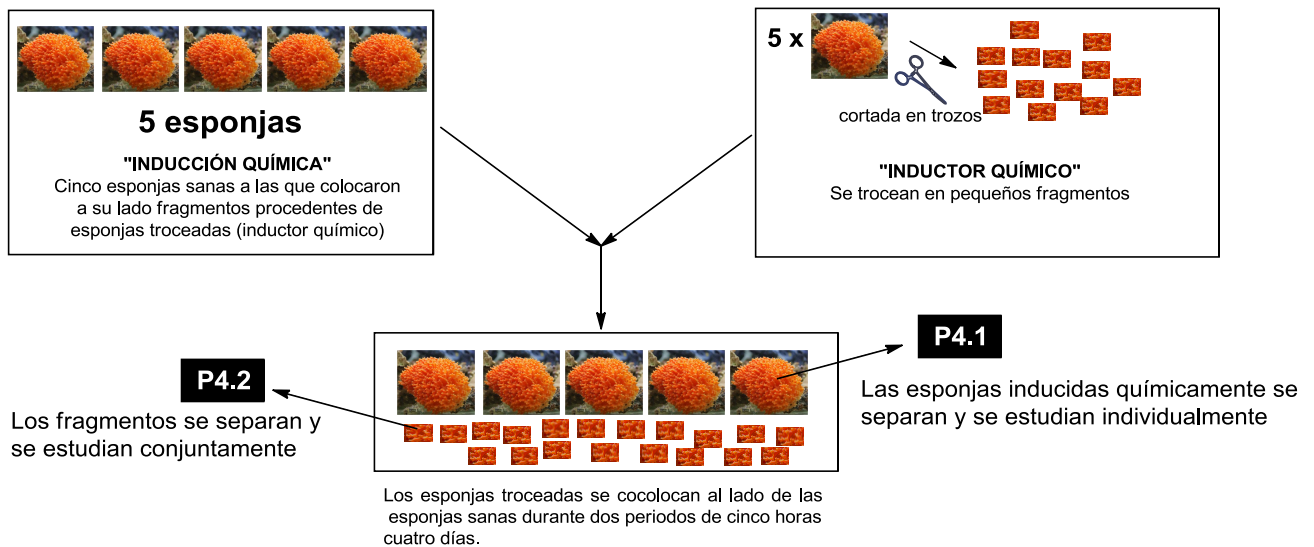 5 esponjas
"INDUCCIÓN QUÍMICA"
Cinco esponjas sanas a las que colocaron
a su lado fragmentos procedentes de
esponjas troceadas (inductor químico)
5 x
cortada en trozos
"INDUCTOR QUÍMICO"
Se trocean en pequeños fragmentos
P4.2
Los fragmentos se separan y
se estudian conjuntamente
P4.1
Las esponjas inducidas químicamente se
separan y se estudian individualmente
Los esponjas troceadas se cocolocan al lado de las
esponjas sanas durante dos periodos de cinco horas
cuatro días.